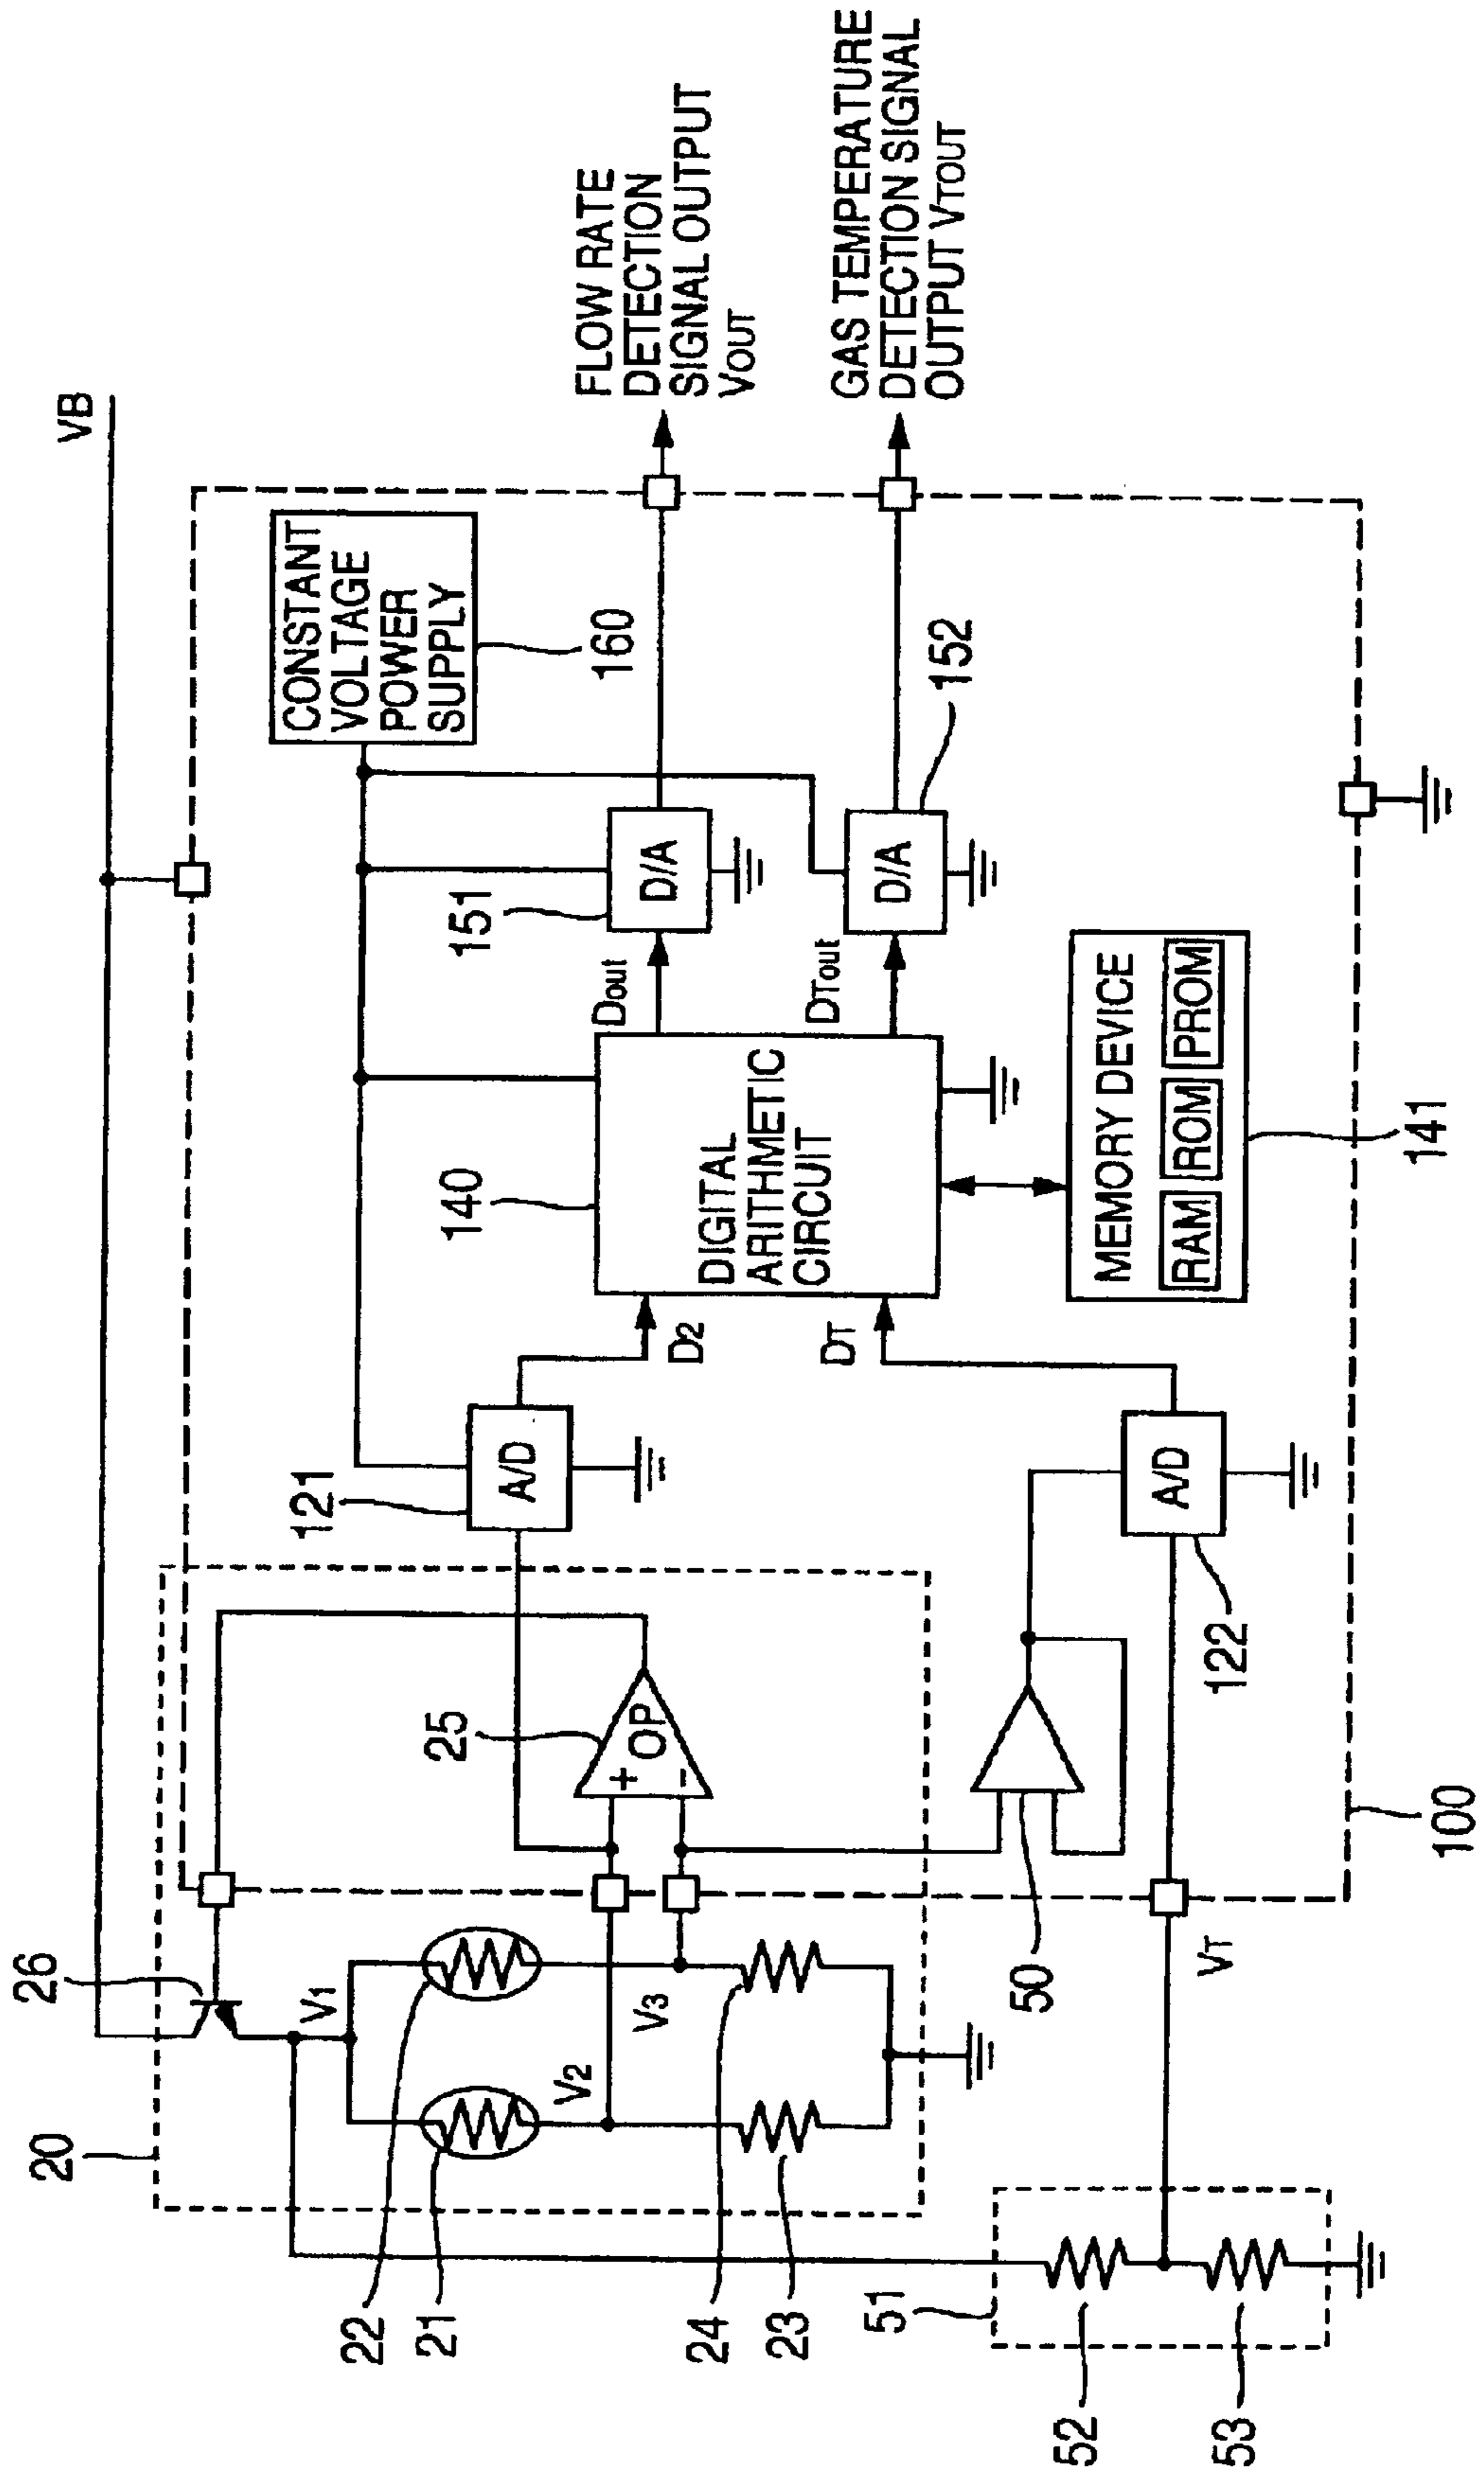 VB
20
26
V1
22
21
V2
V3
24
23
51
52
53
VT
25
OP
+
-
50
100
121
A/D
122
A/D
D2
DT
140
DIGITAL
ARITHMETIC
CIRCUIT
MEMORY DEVICE
RAM ROM PROM
141
Dout
DTout
151
D/A
152
D/A
CONSTANT
VOLTAGE
POWER
SUPPLY
160
FLOW RATE
DETECTION
SIGNAL OUTPUT
VOUT
GAS TEMPERATURE
DETECTION SIGNAL
OUTPUT VTOUT